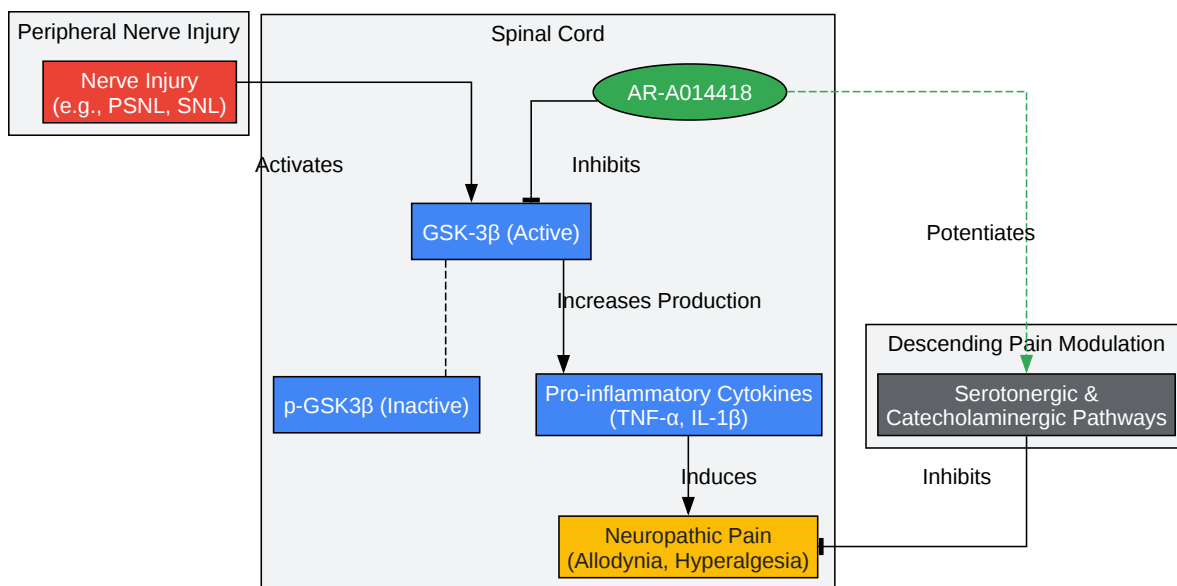 Peripheral Nerve Injury
Spinal Cord
Nerve Injury
(e.g., PSNL, SNL)
AR-A014418
Activates
Inhibits
GSK-3β (Active)
Potentiates
Increases Production
Descending Pain Modulation
p-GSK3β (Inactive)
Pro-inflammatory Cytokines
(TNF-α, IL-1β)
Serotonergic &
Catecholaminergic Pathways
Induces
Inhibits
Neuropathic Pain
(Allodynia, Hyperalgesia)